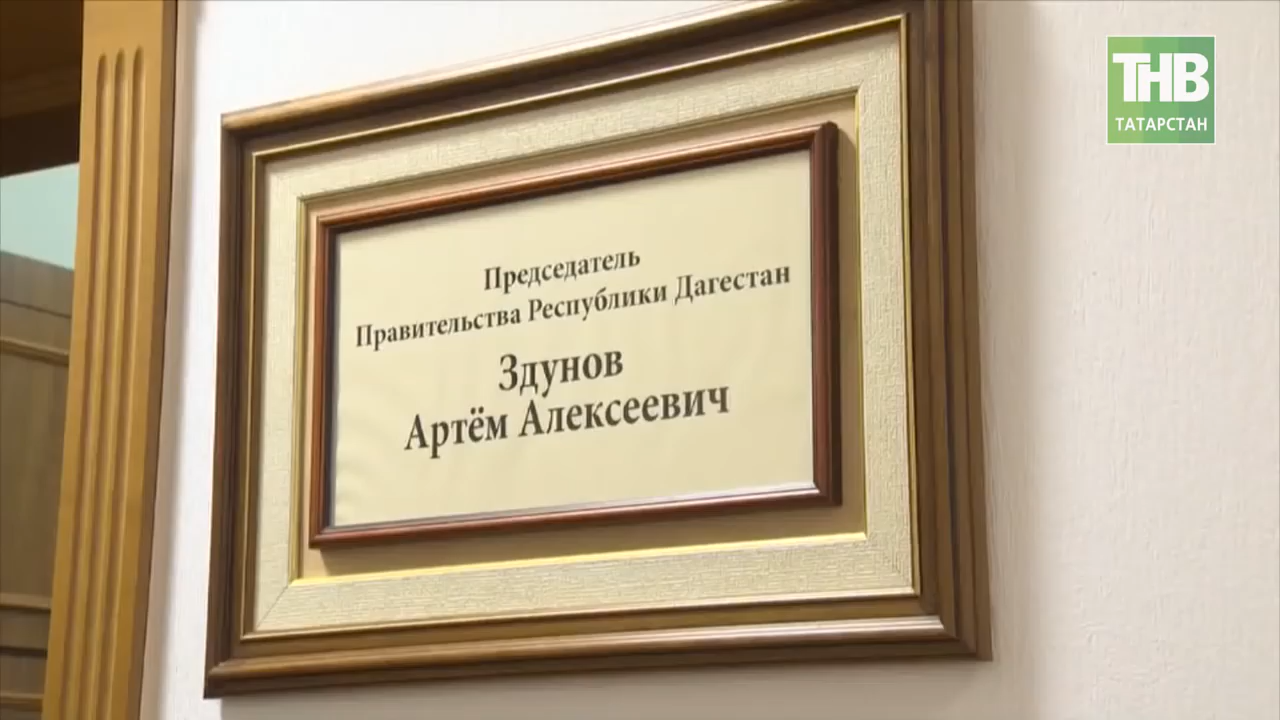 ТНВ
ТАТАРСТАН
Председатель
Правительства Республики Дагестан
Здунов
Артём Алексеевич